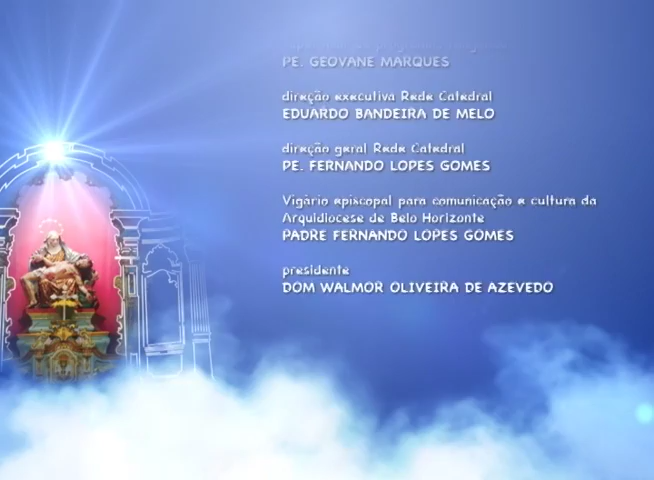 PE. GEOVANE MARQUES
direção executiva Rede Catedral
EDUARDO BANDEIRA DE MELO
direção geral Rede Catedral
PE. FERNANDO LOPES GOMES
Vigário episcopal para comunicação e cultura da
Arquidiocese de Belo Horizonte
PADRE FERNANDO LOPES GOMES
presidente
DOM WALMOR OLIVEIRA DE AZEVEDO